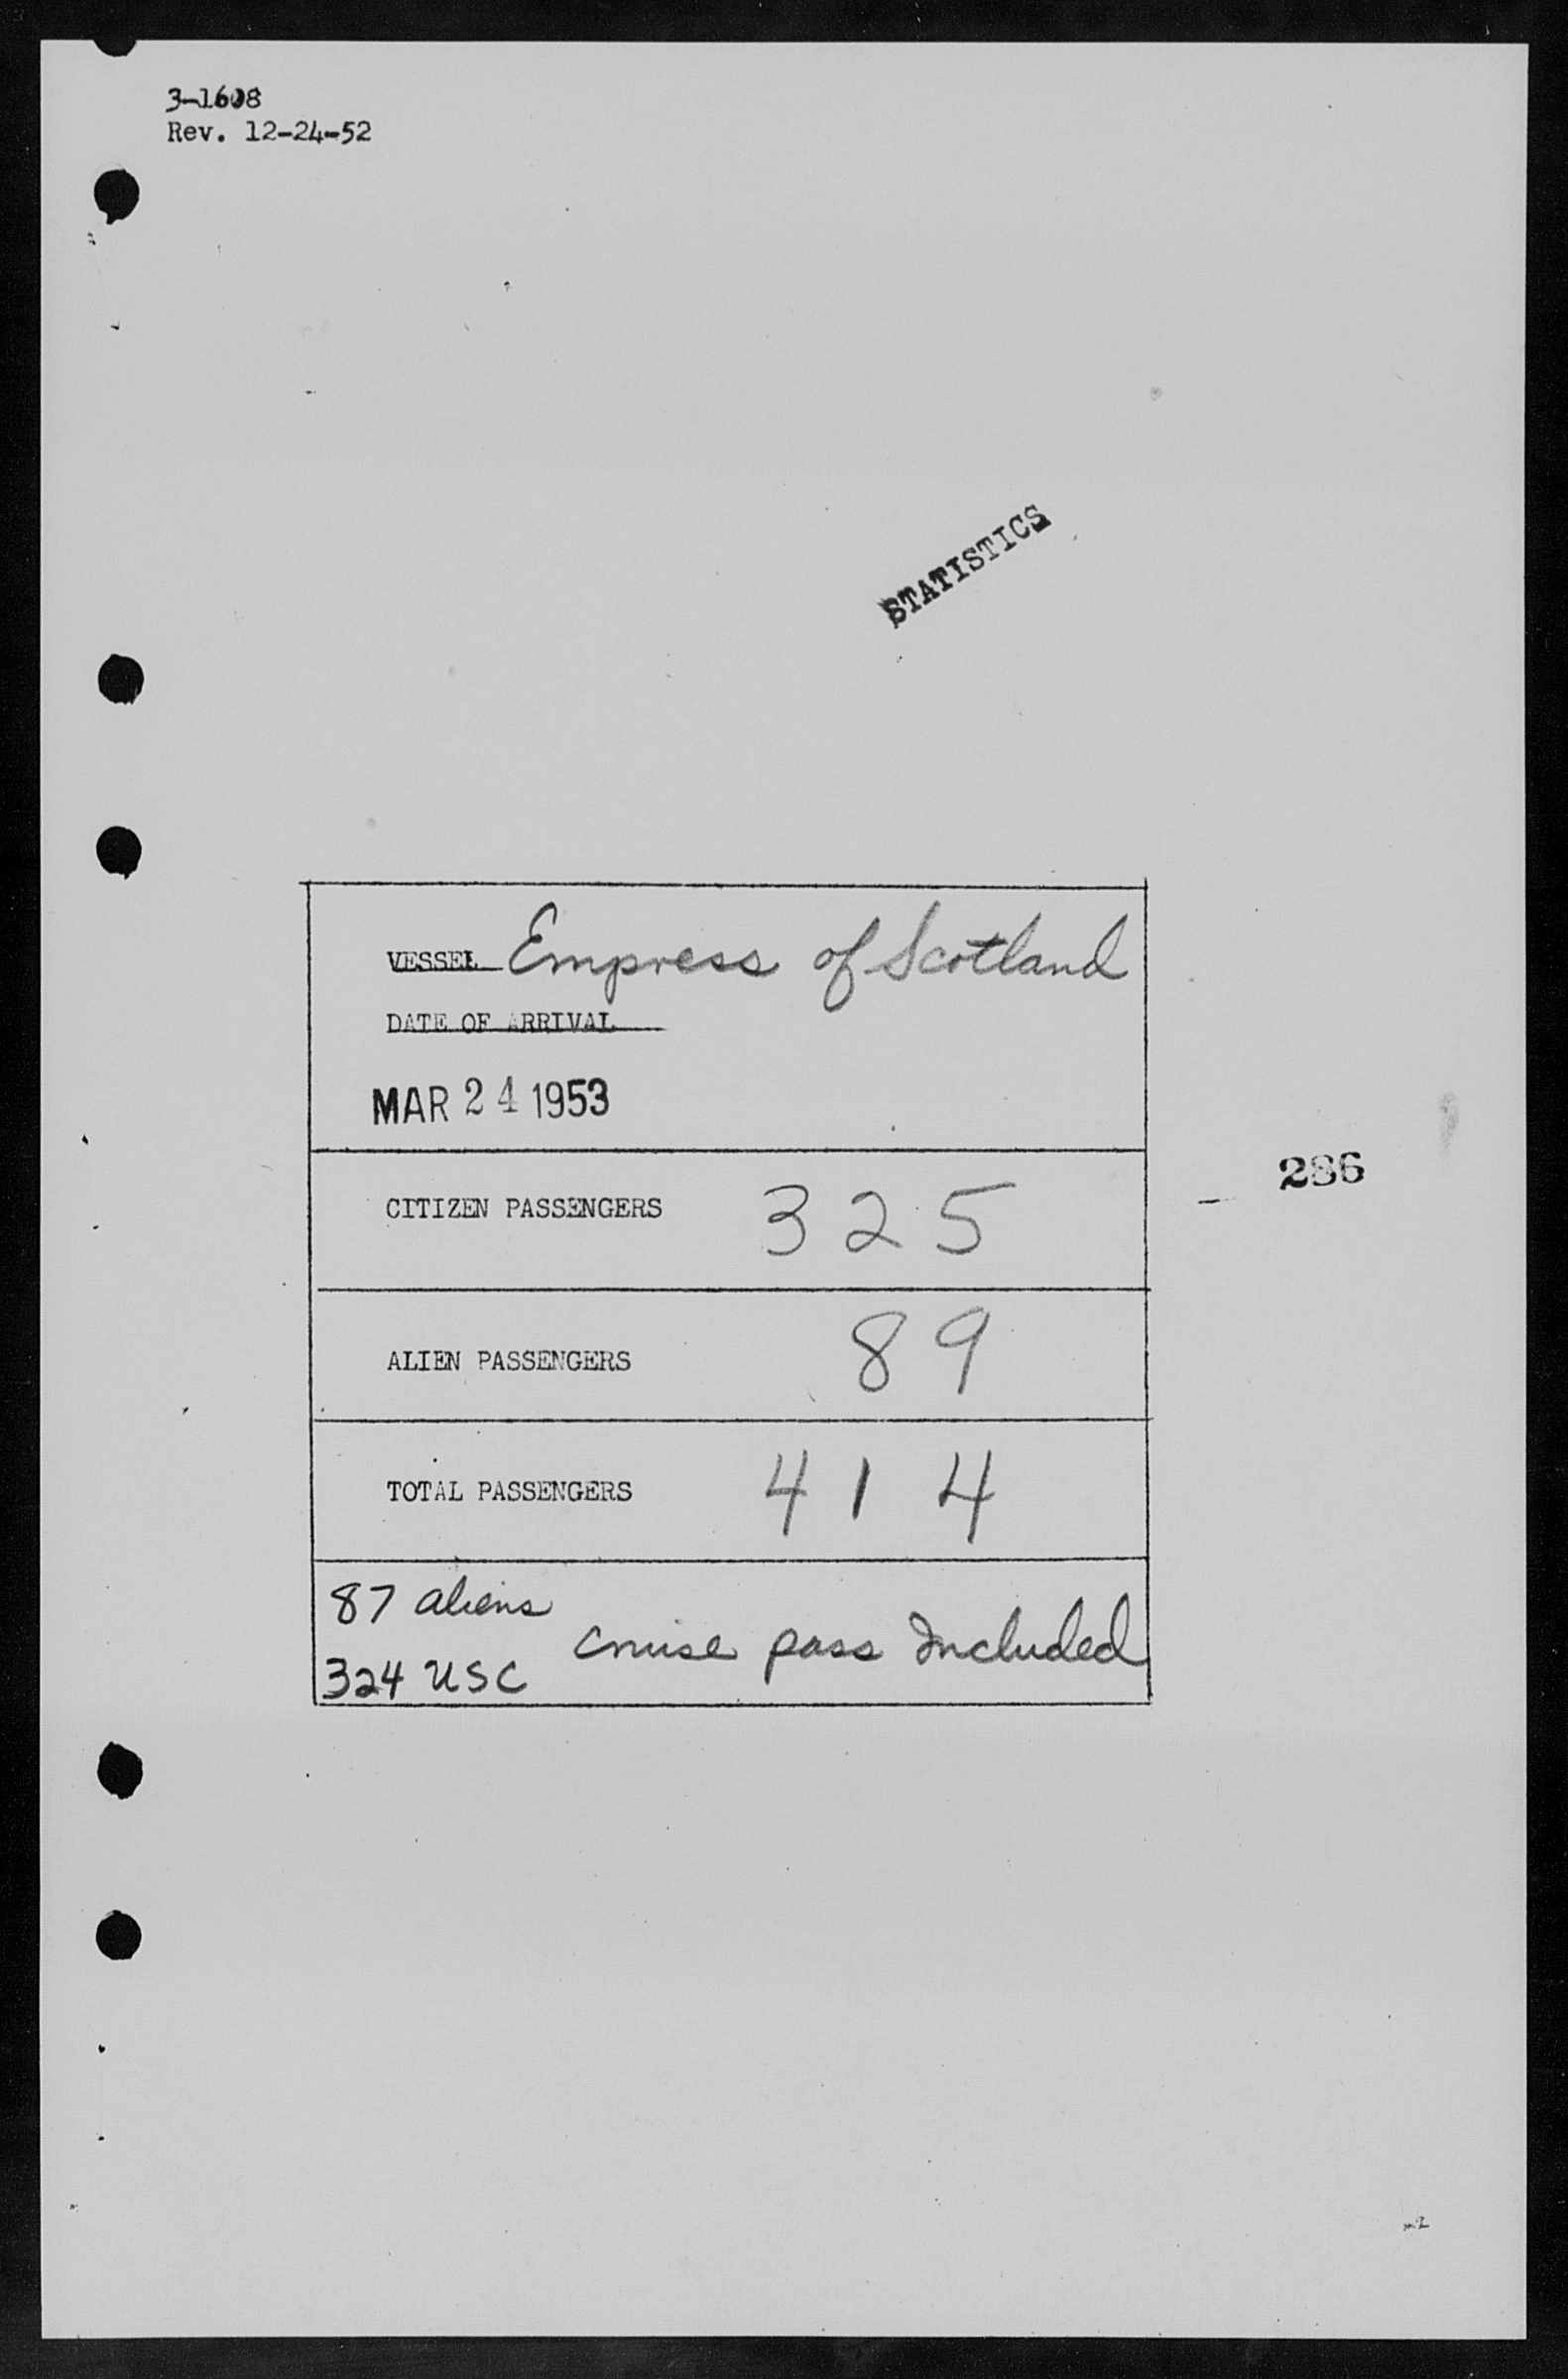 3-1608
Rev. 12-24-52
STATISTICS
VESSEL Empress of Scotland
DATE OF ARRIVAL
MAR 24 1953
CITIZEN PASSENGERS 325
286
ALIEN PASSENGERS 89
TOTAL PASSENGERS 414
87 aliens
cruise pass Included
324 USC